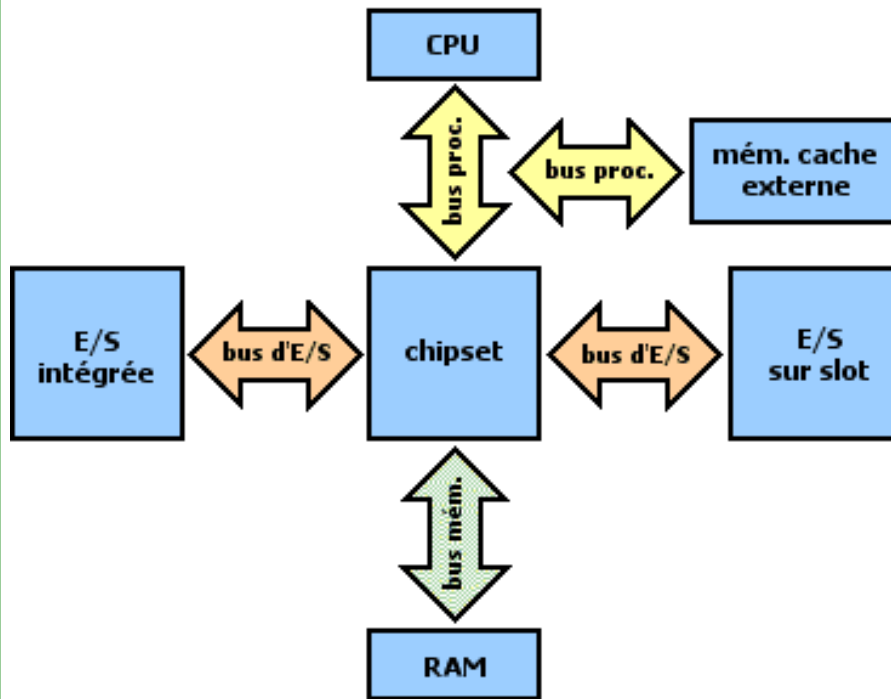 CPU
bus proc.
bus proc.
mém. cache
externe
E/S
intégrée
bus d'E/S
chipset
bus d'E/S
E/S
sur slot
bus mém.
RAM